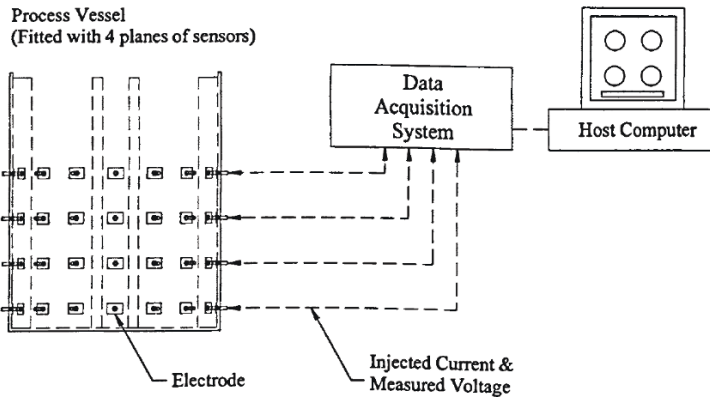 Process Vessel
(Fitted with 4 planes of sensors)
Data
Acquisition
System
Host Computer
Electrode
Injected Current &
Measured Voltage